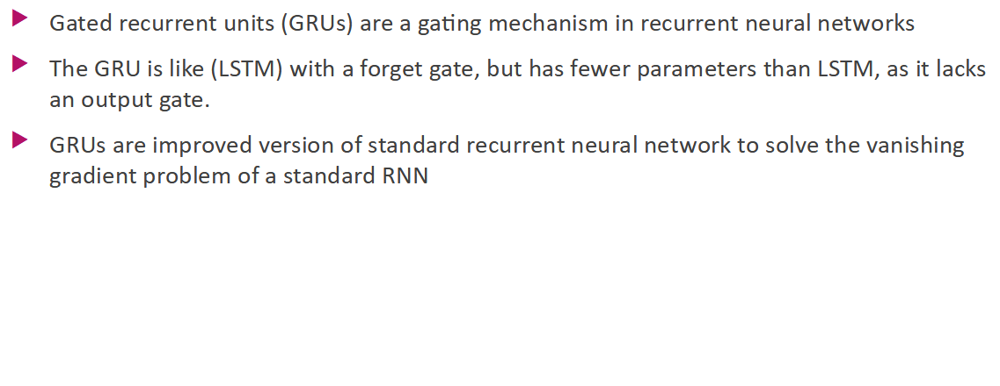 Gated recurrent units (GRUs) are a gating mechanism in recurrent neural networks
The GRU is like (LSTM) with a forget gate, but has fewer parameters than LSTM, as it lacks
an output gate.
GRUs are improved version of standard recurrent neural network to solve the vanishing
gradient problem of a standard RNN